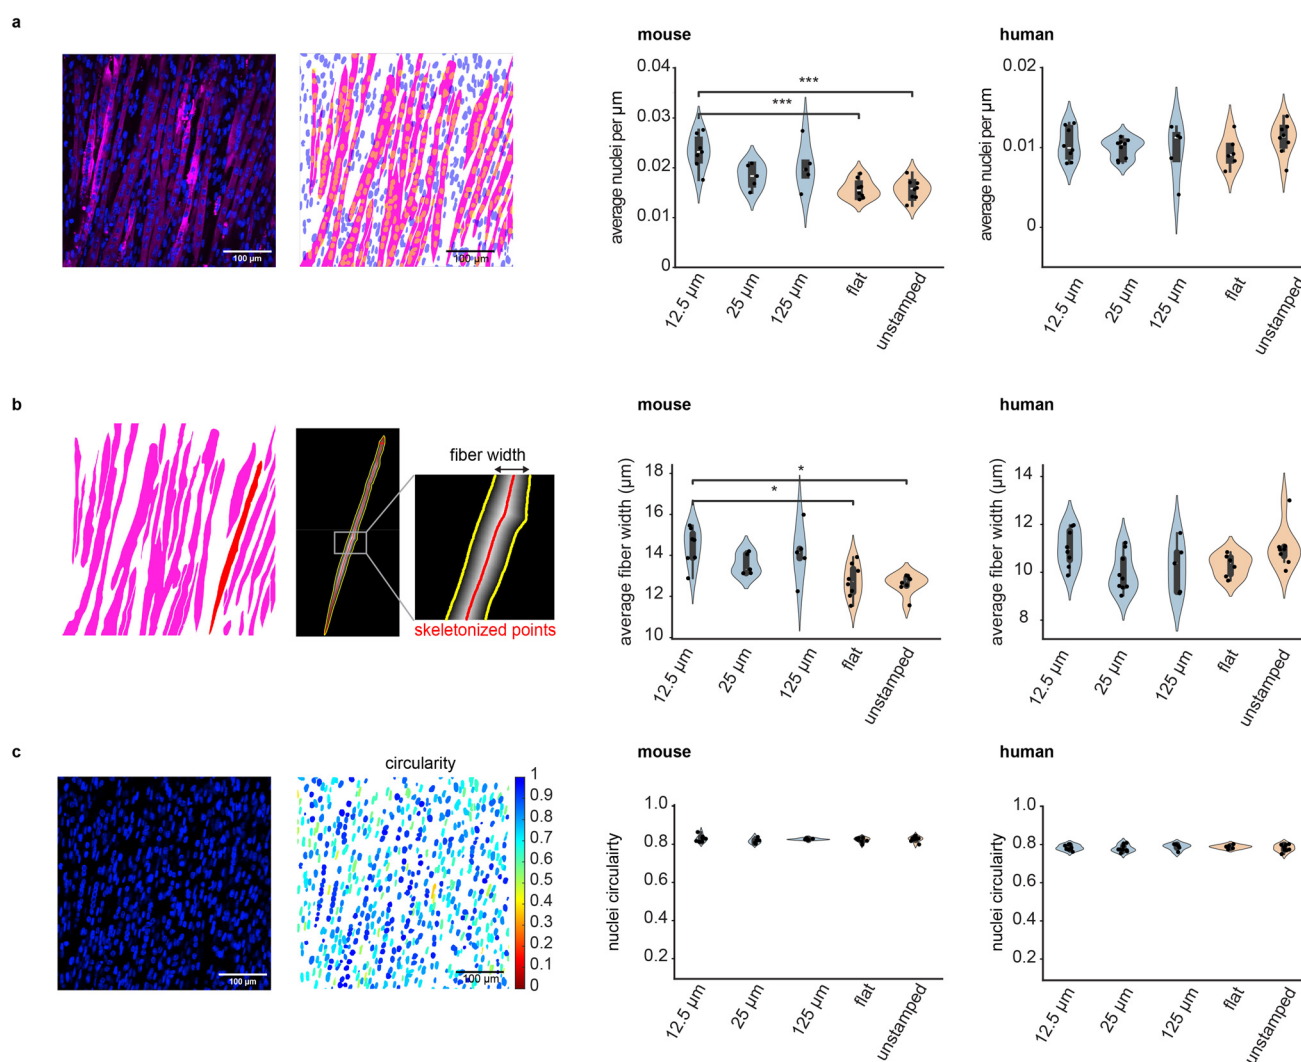 a
mouse
human
100 µm
100 µm
average nuclei per µm
0.04
0.03
0.02
0.01
0
***
***
12.5 µm
25 µm
125 µm
flat
unstamped
average nuclei per µm
0.02
0.01
0
12.5 µm
25 µm
125 µm
flat
unstamped
b
mouse
human
fiber width
skeletonized points
average fiber width (µm)
18
16
14
12
10
*
*
12.5 µm
25 µm
125 µm
flat
unstamped
average fiber width (µm)
14
12
10
8
12.5 µm
25 µm
125 µm
flat
unstamped
c
mouse
human
100 µm
circularity
100 µm
1
0.9
0.8
0.7
0.6
0.5
0.4
0.3
0.2
0.1
0
nuclei circulairty
1.0
0.8
0.6
0.4
0.2
12.5 µm
25 µm
125 µm
flat
unstamped
nuclei circulairty
1.0
0.8
0.6
0.4
0.2
12.5 µm
25 µm
125 µm
flat
unstamped